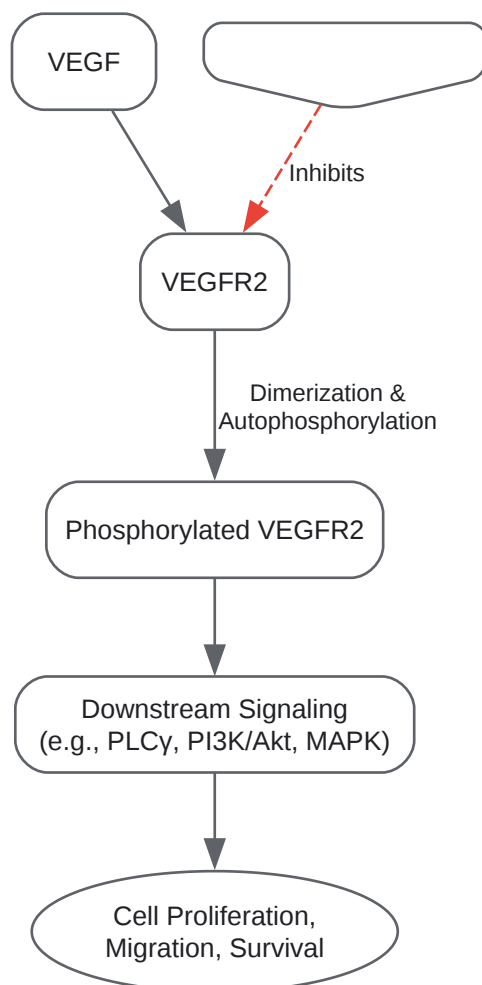 VEGF
Inhibits
VEGFR2
Dimerization &
Autophosphorylation
Phosphorylated VEGFR2
Downstream Signaling
(e.g., PLCγ, PI3K/Akt, MAPK)
Cell Proliferation,
Migration, Survival